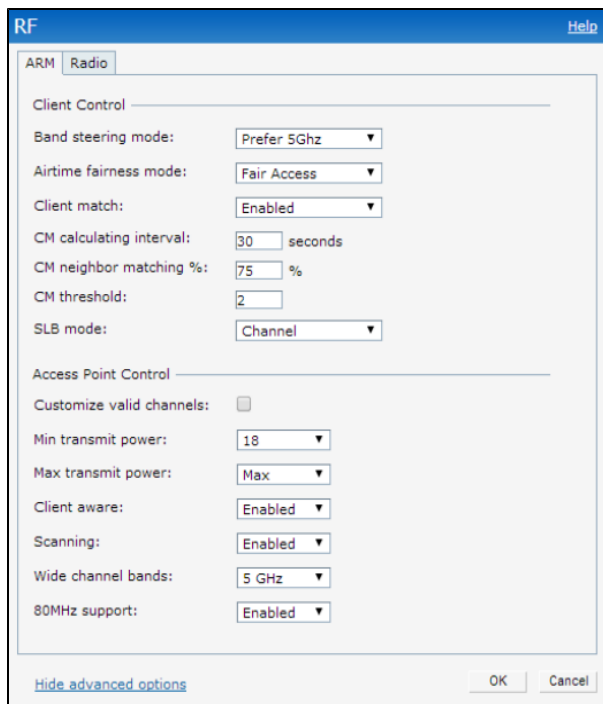 RF Help
ARM Radio
Client Control
Band steering mode: Prefer 5Ghz
Airtime fairness mode: Fair Access
Client match: Enabled
CM calculating interval: 30 seconds
CM neighbor matching %: 75 %
CM threshold: 2
SLB mode: Channel
Access Point Control
Customize valid channels:
Min transmit power: 18
Max transmit power: Max
Client aware: Enabled
Scanning: Enabled
Wide channel bands: 5 GHz
80MHz support: Enabled
Hide advanced options OK Cancel